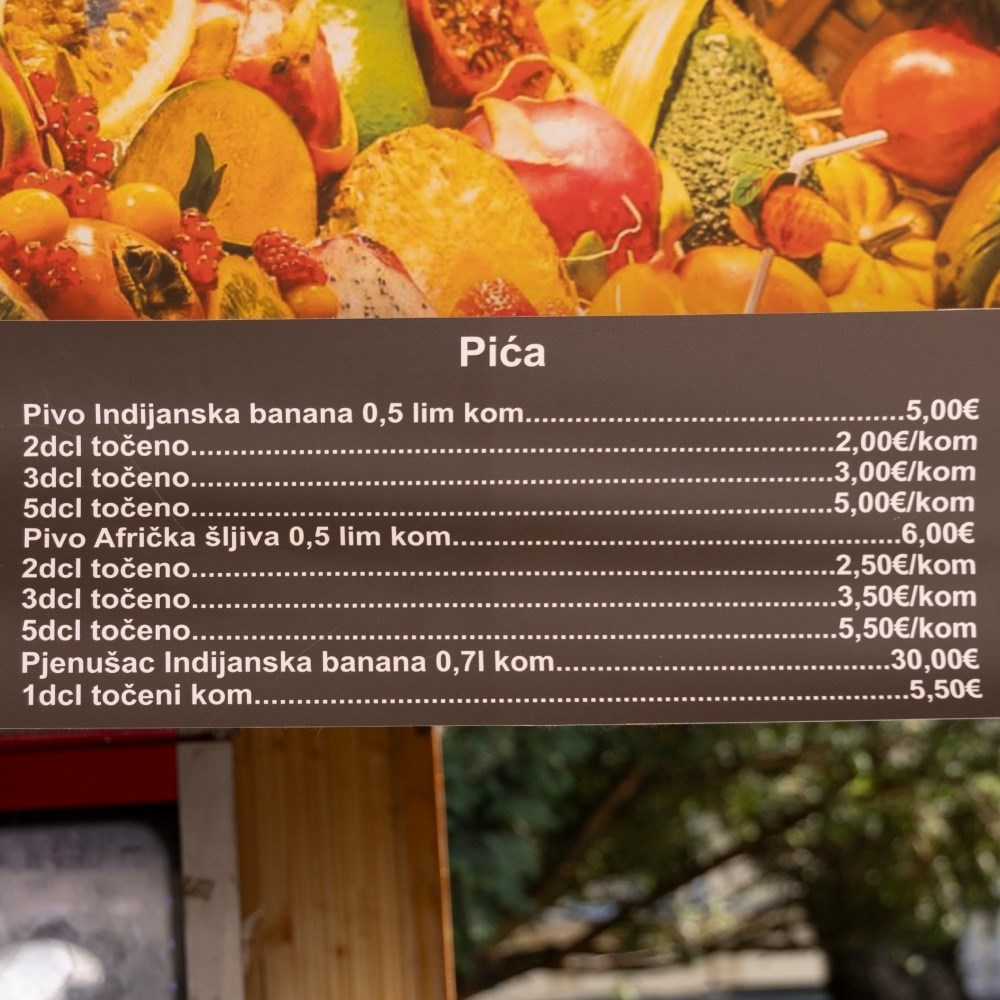 Pića
Pivo Indijanska banana 0,5 lim kom........................................................5,00€
2dcl točeno.............................................................................2,00€/kom
3dcl točeno.............................................................................3,00€/kom
5dcl točeno.............................................................................5,00€/kom
Pivo Afrička šljiva 0,5 lim kom......................................................6,00€
2dcl točeno.............................................................................2,50€/kom
3dcl točeno.............................................................................3,50€/kom
5dcl točeno.............................................................................5,50€/kom
Pjenušac Indijanska banana 0,7l kom........................................30,00€
1dcl točeni kom..............................................................................5,50€